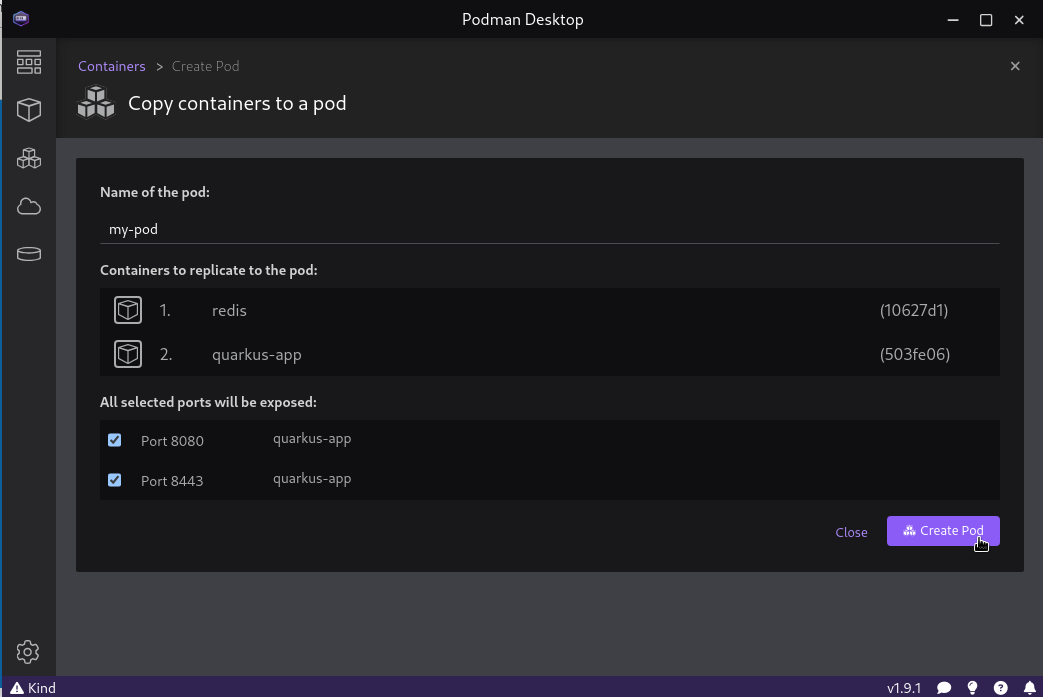 Podman Desktop
Containers > Create Pod
Copy containers to a pod
Name of the pod:
my-pod
Containers to replicate to the pod:
1. redis (10627d1)
2. quarkus-app (503fe06)
All selected ports will be exposed:
Port 8080 quarkus-app
Port 8443 quarkus-app
Close Create Pod
Kind v1.9.1